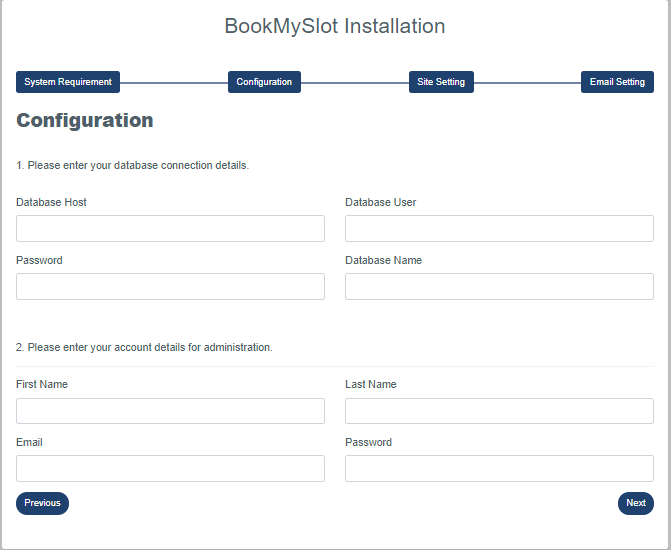 BookMySlot Installation
System Requirement Configuration Site Setting Email Setting
Configuration
1. Please enter your database connection details.
Database Host Database User
Password Database Name
2. Please enter your account details for administration.
First Name Last Name
Email Password
Previous Next